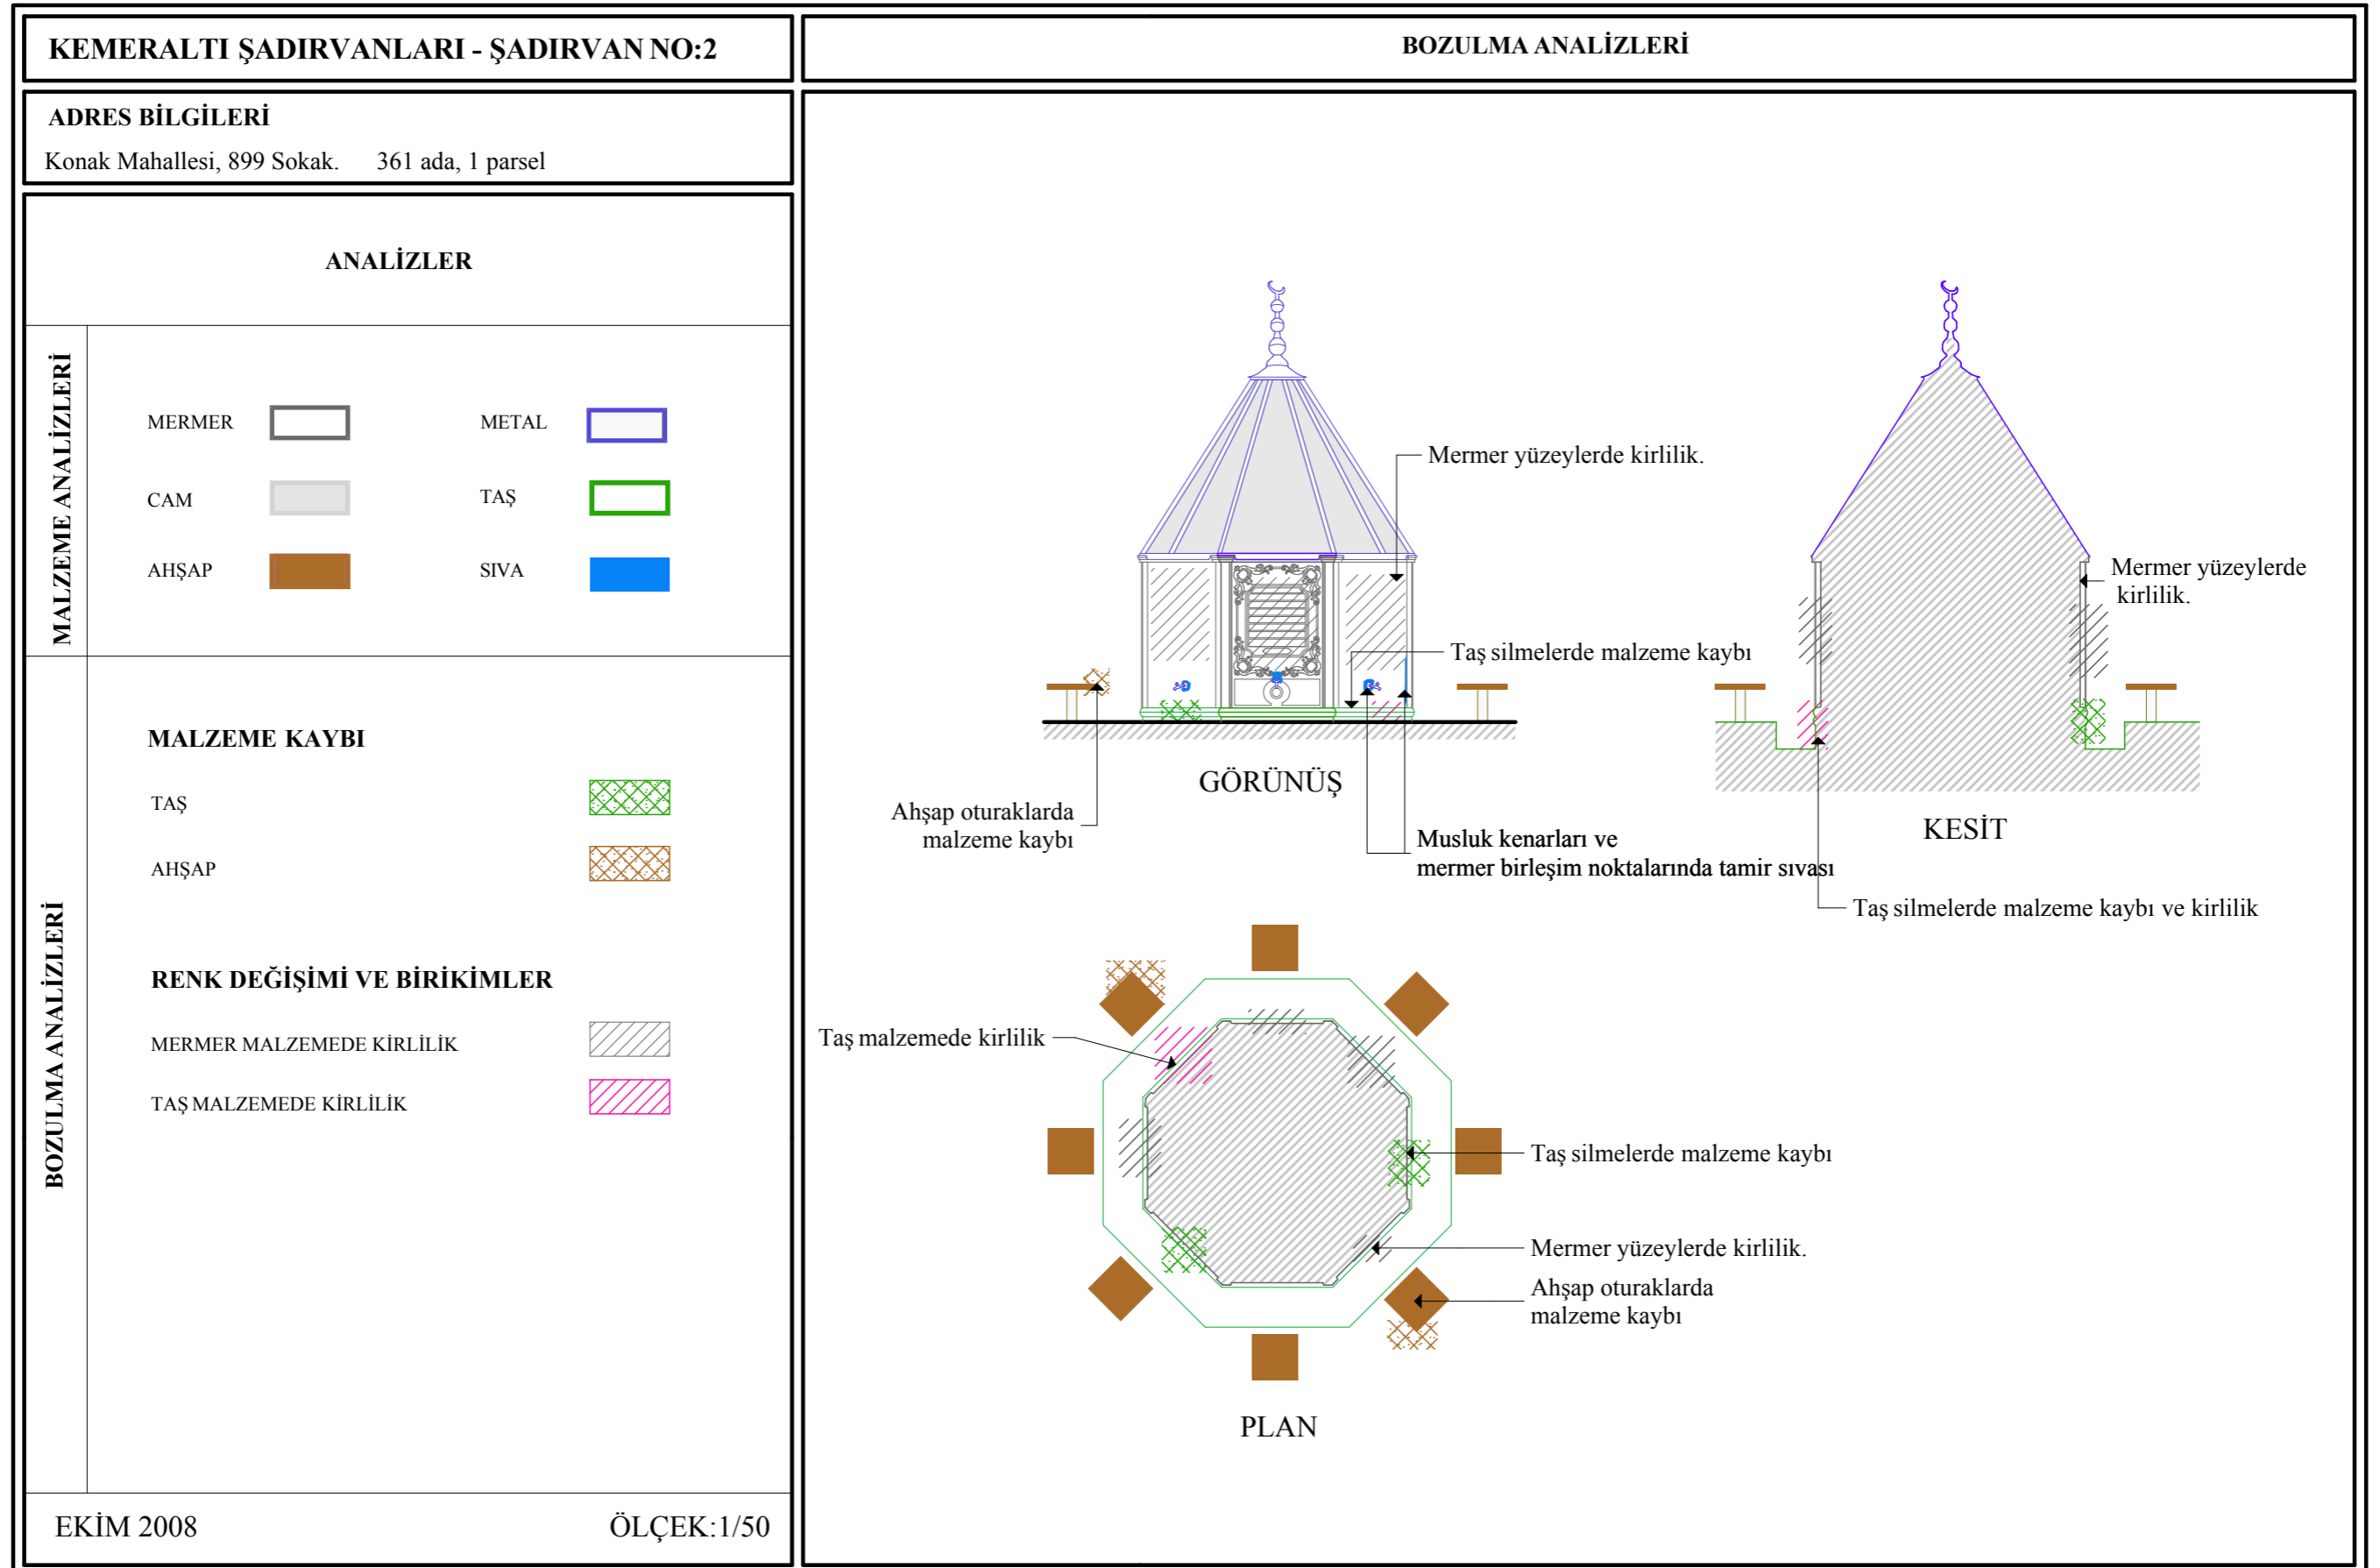 KEMERALTI ŞADIRVANLARI - ŞADIRVAN NO:2
BOZULMA ANALİZLERİ
ADRES BİLGİLERİ
Konak Mahallesi, 899 Sokak. 361 ada, 1 parsel
ANALİZLER
MALZEME ANALİZLERİ
MERMER
METAL
CAM
TAŞ
AHŞAP
SIVA
BOZULMA ANALİZLERİ
MALZEME KAYBI
TAŞ
AHŞAP
RENK DEĞİŞİMİ VE BİRİKİMLER
MERMER MALZEMEDE KİRLİLİK
TAŞ MALZEMEDE KİRLİLİK
EKİM 2008
ÖLÇEK:1/50
Mermer yüzeylerde kirlilik.
Taş silmelerde malzeme kaybı
GÖRÜNÜŞ
Ahşap oturaklarda
malzeme kaybı
Musluk kenarları ve
mermer birleşim noktalarında tamir sıvası
Mermer yüzeylerde
kirlilik.
KESİT
Taş silmelerde malzeme kaybı ve kirlilik
Taş malzemede kirlilik
Taş silmelerde malzeme kaybı
Mermer yüzeylerde kirlilik.
Ahşap oturaklarda
malzeme kaybı
PLAN